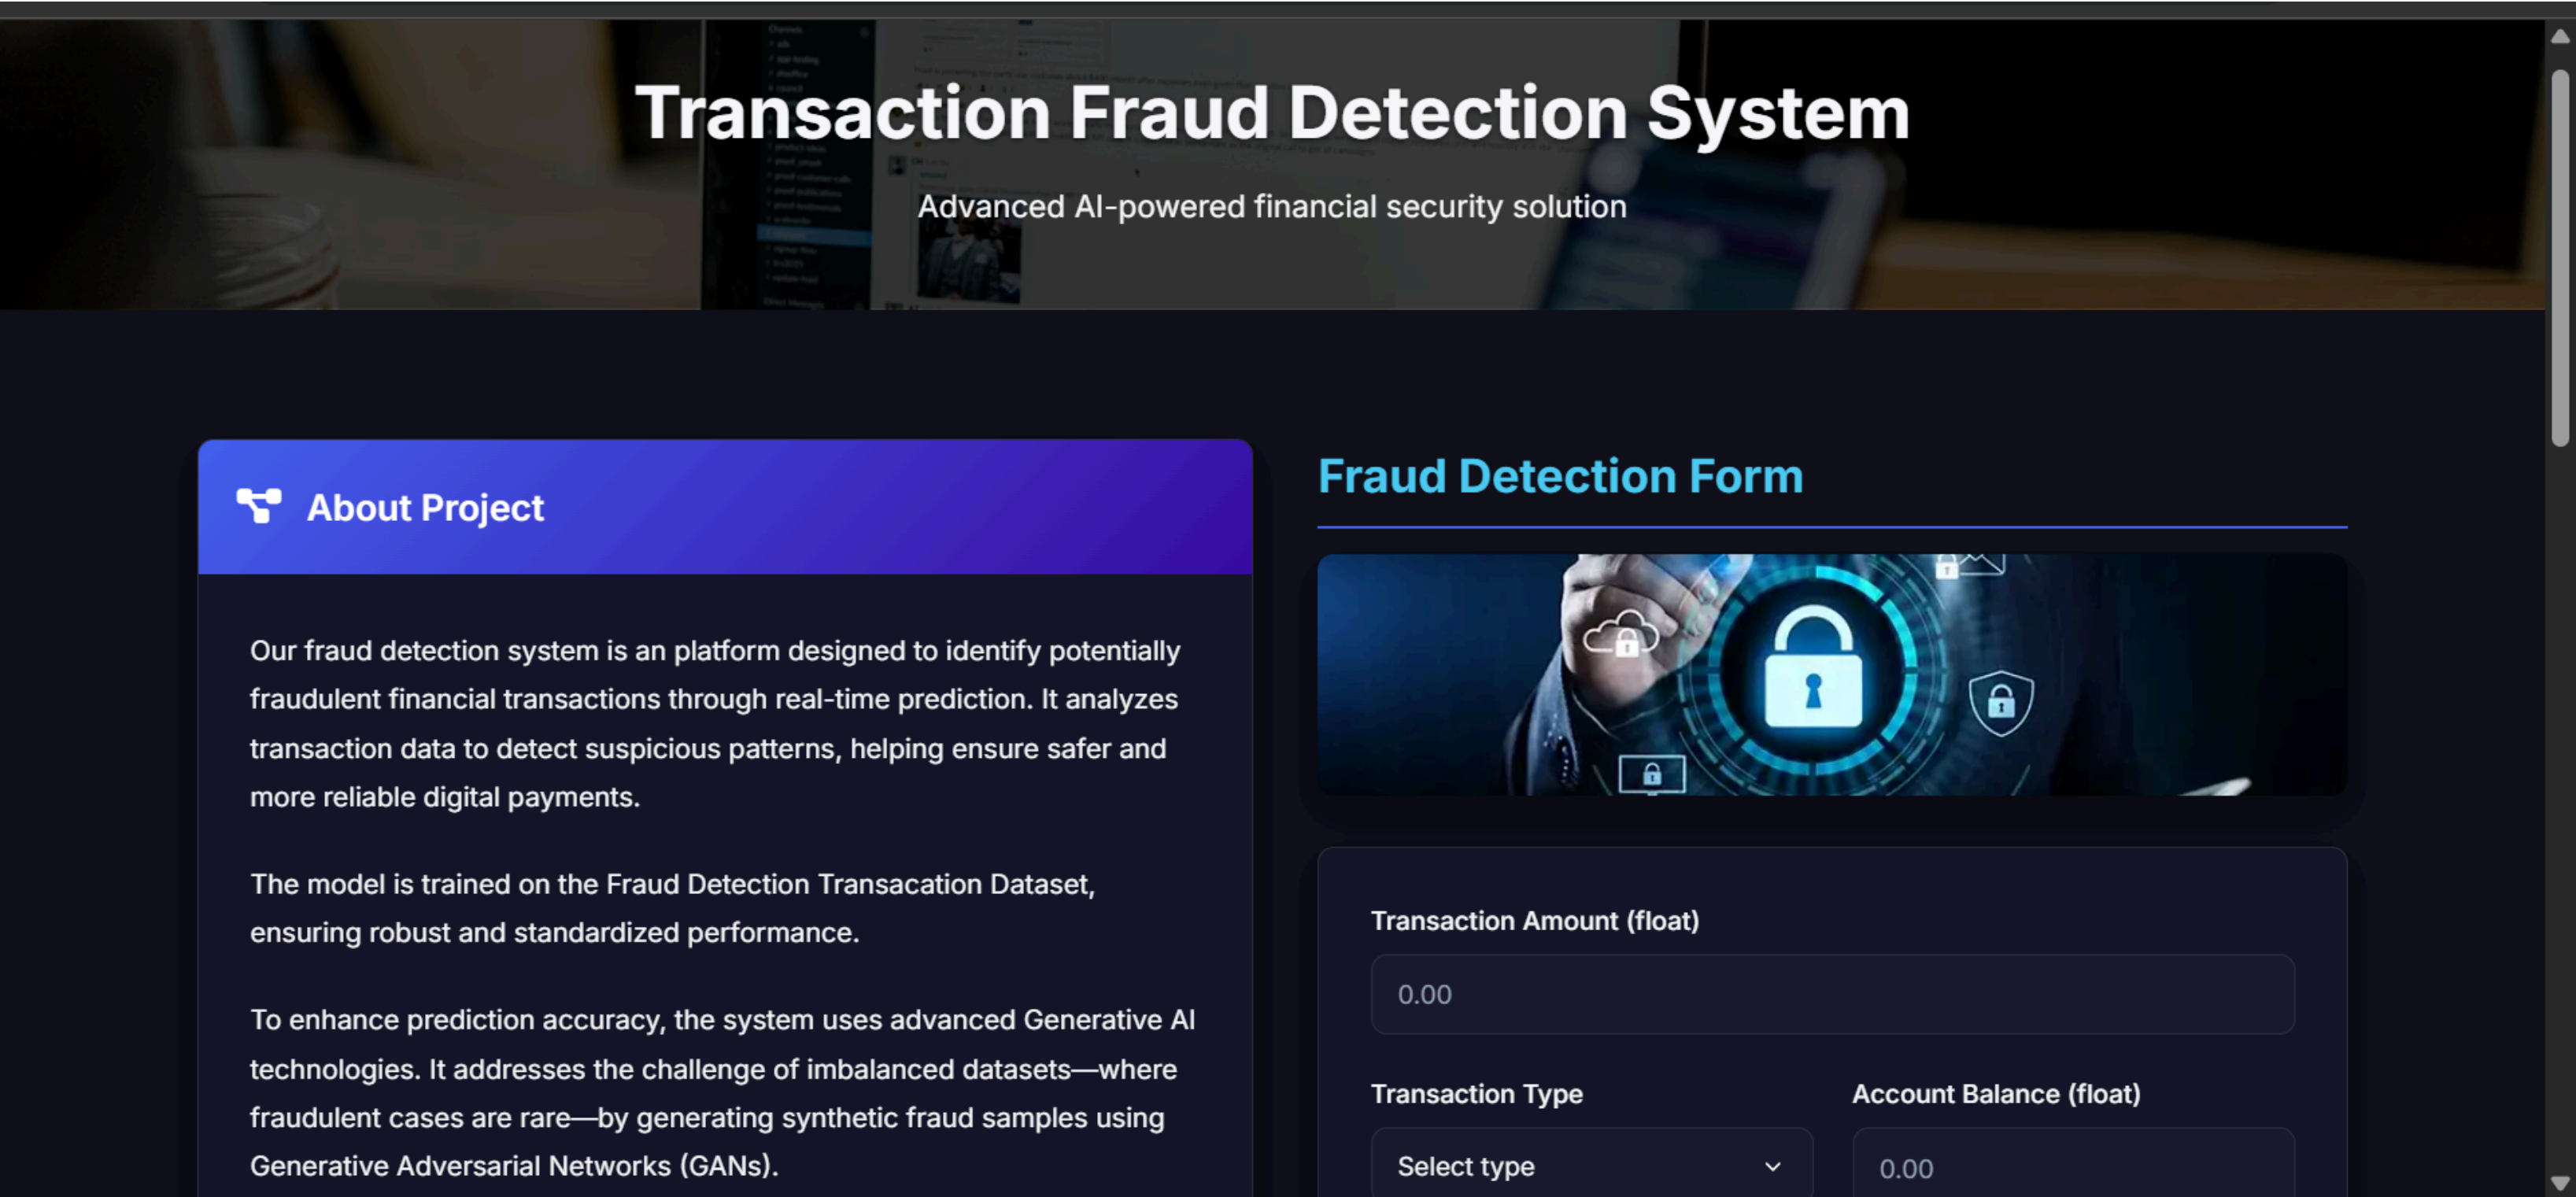 Transaction Fraud Detection System
Advanced AI-powered financial security solution
About Project
Our fraud detection system is an platform designed to identify potentially
fraudulent financial transactions through real-time prediction. It analyzes
transaction data to detect suspicious patterns, helping ensure safer and
more reliable digital payments.
The model is trained on the Fraud Detection Transacation Dataset,
ensuring robust and standardized performance.
To enhance prediction accuracy, the system uses advanced Generative AI
technologies. It addresses the challenge of imbalanced datasets—where
fraudulent cases are rare—by generating synthetic fraud samples using
Generative Adversarial Networks (GANs).
Fraud Detection Form
Transaction Amount (float)
0.00
Transaction Type
Account Balance (float)
Select type
0.00